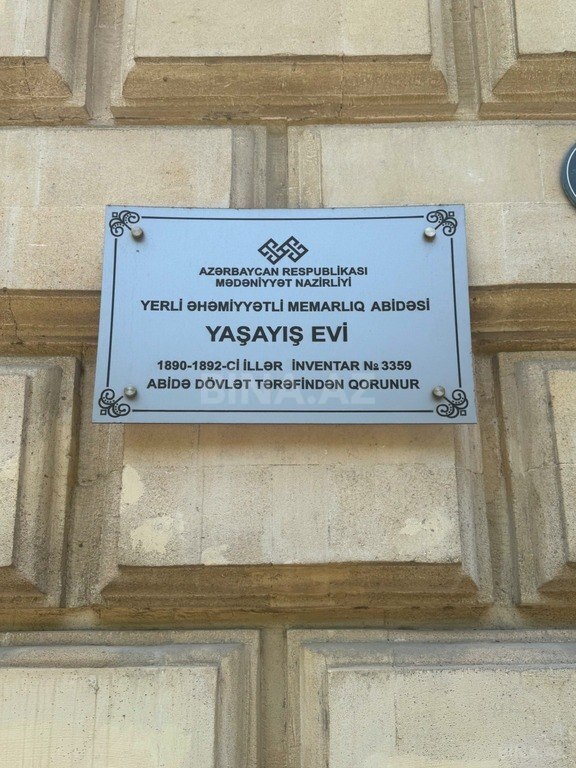 AZƏRBAYCAN RESPUBLİKASI
MƏDƏNİYYƏT NAZİRLİYİ
YERLİ ƏHƏMİYYƏTLİ MEMARLIQ ABİDƏSİ
YAŞAYIŞ EVİ
1890-1892-Cİ İLLƏR İNVENTAR № 3359
ABİDƏ DÖVLƏT TƏRƏFİNDƏN QORUNUR
BINA.AZ